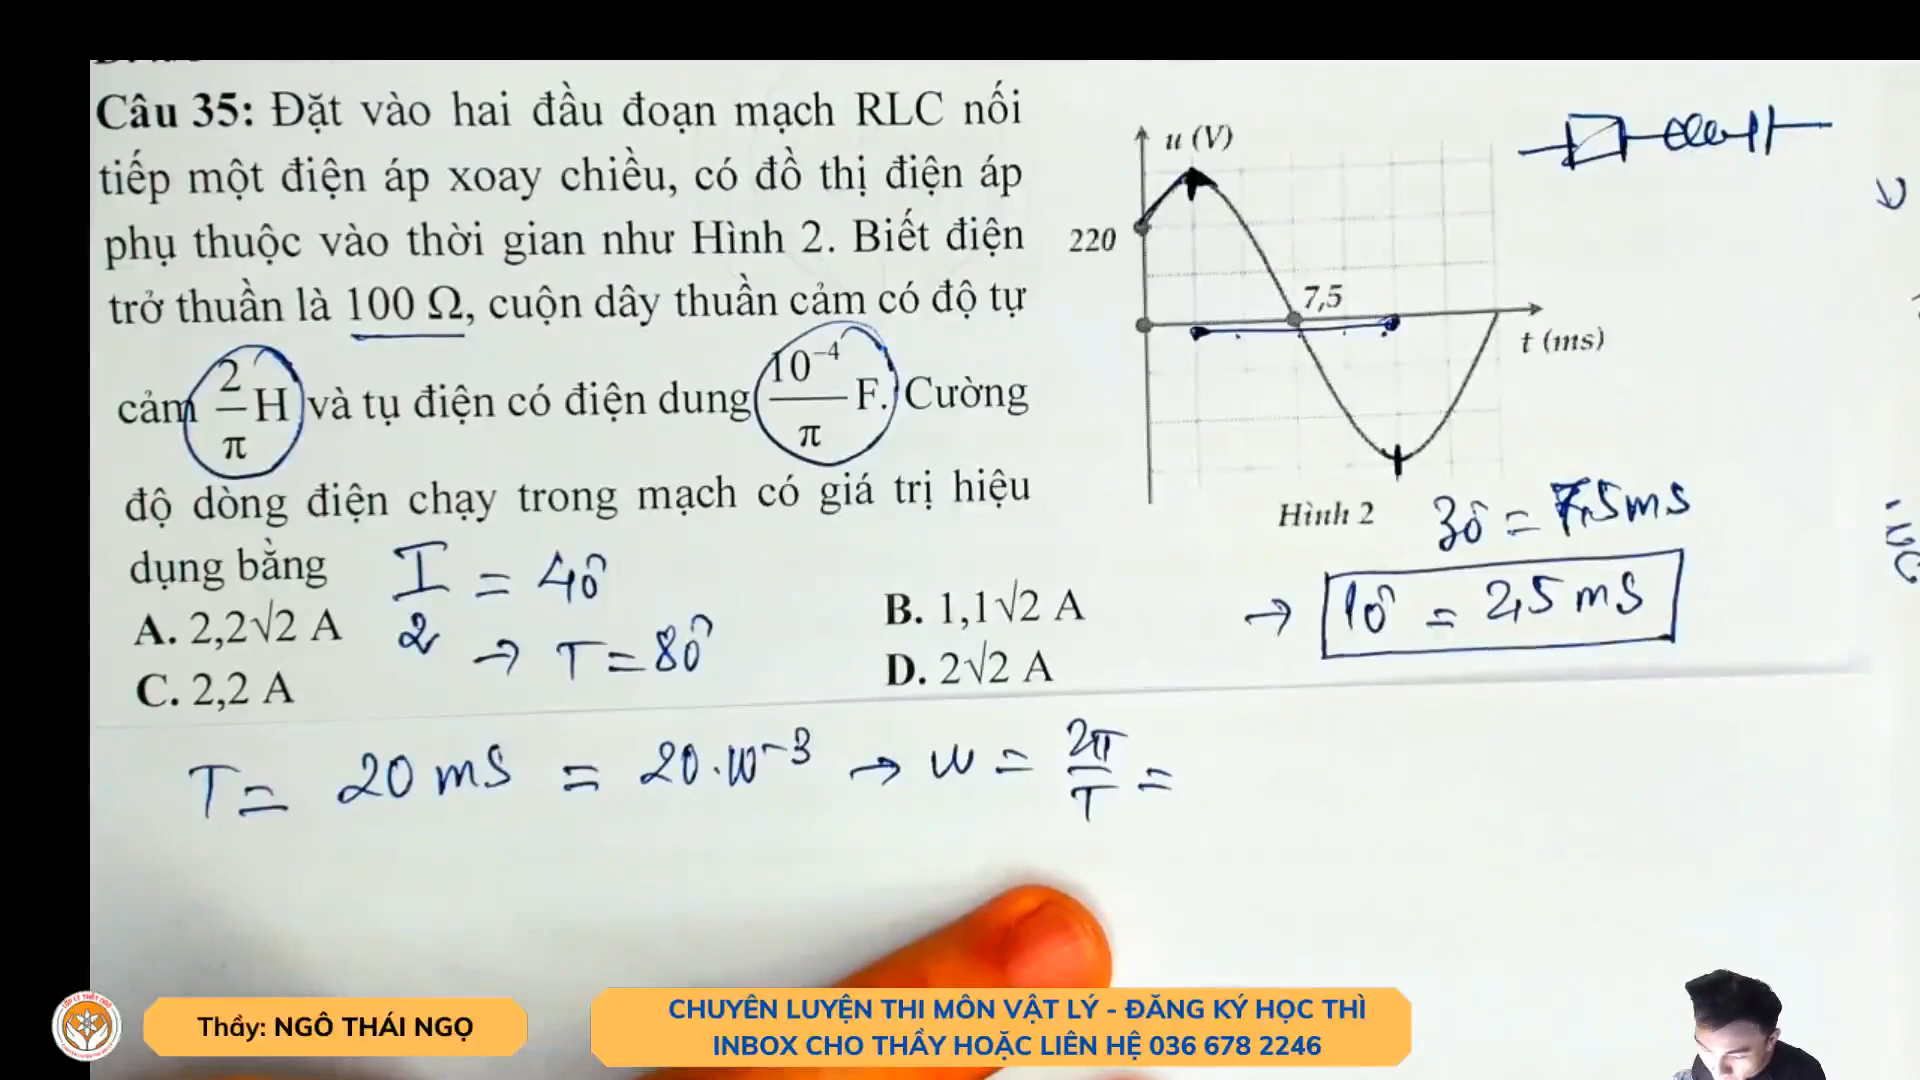 Câu 35: Đặt vào hai đầu đoạn mạch RLC nối
tiếp một điện áp xoay chiều, có đồ thị điện áp
phụ thuộc vào thời gian như Hình 2. Biết điện
trở thuần là 100 Ω, cuộn dây thuần cảm có độ tự
cảm 2/π H và tụ điện có điện dung 10⁻⁴/π F. Cường
độ dòng điện chạy trong mạch có giá trị hiệu
dụng bằng
A. 2,2√2 A
B. 1,1√2 A
C. 2,2 A
D. 2√2 A
u (V)
220
7,5
t (ms)
Hình 2
30̂ = 7,5 ms
→ 10̂ = 2,5 ms
T/2 = 40̂
→ T = 80̂
T = 20 ms = 20.10⁻³ → w = 2π/T =
Thầy: NGÔ THÁI NGỌ
CHUYÊN LUYỆN THI MÔN VẬT LÝ - ĐĂNG KÝ HỌC THÌ
INBOX CHO THẦY HOẶC LIÊN HỆ 036 678 2246